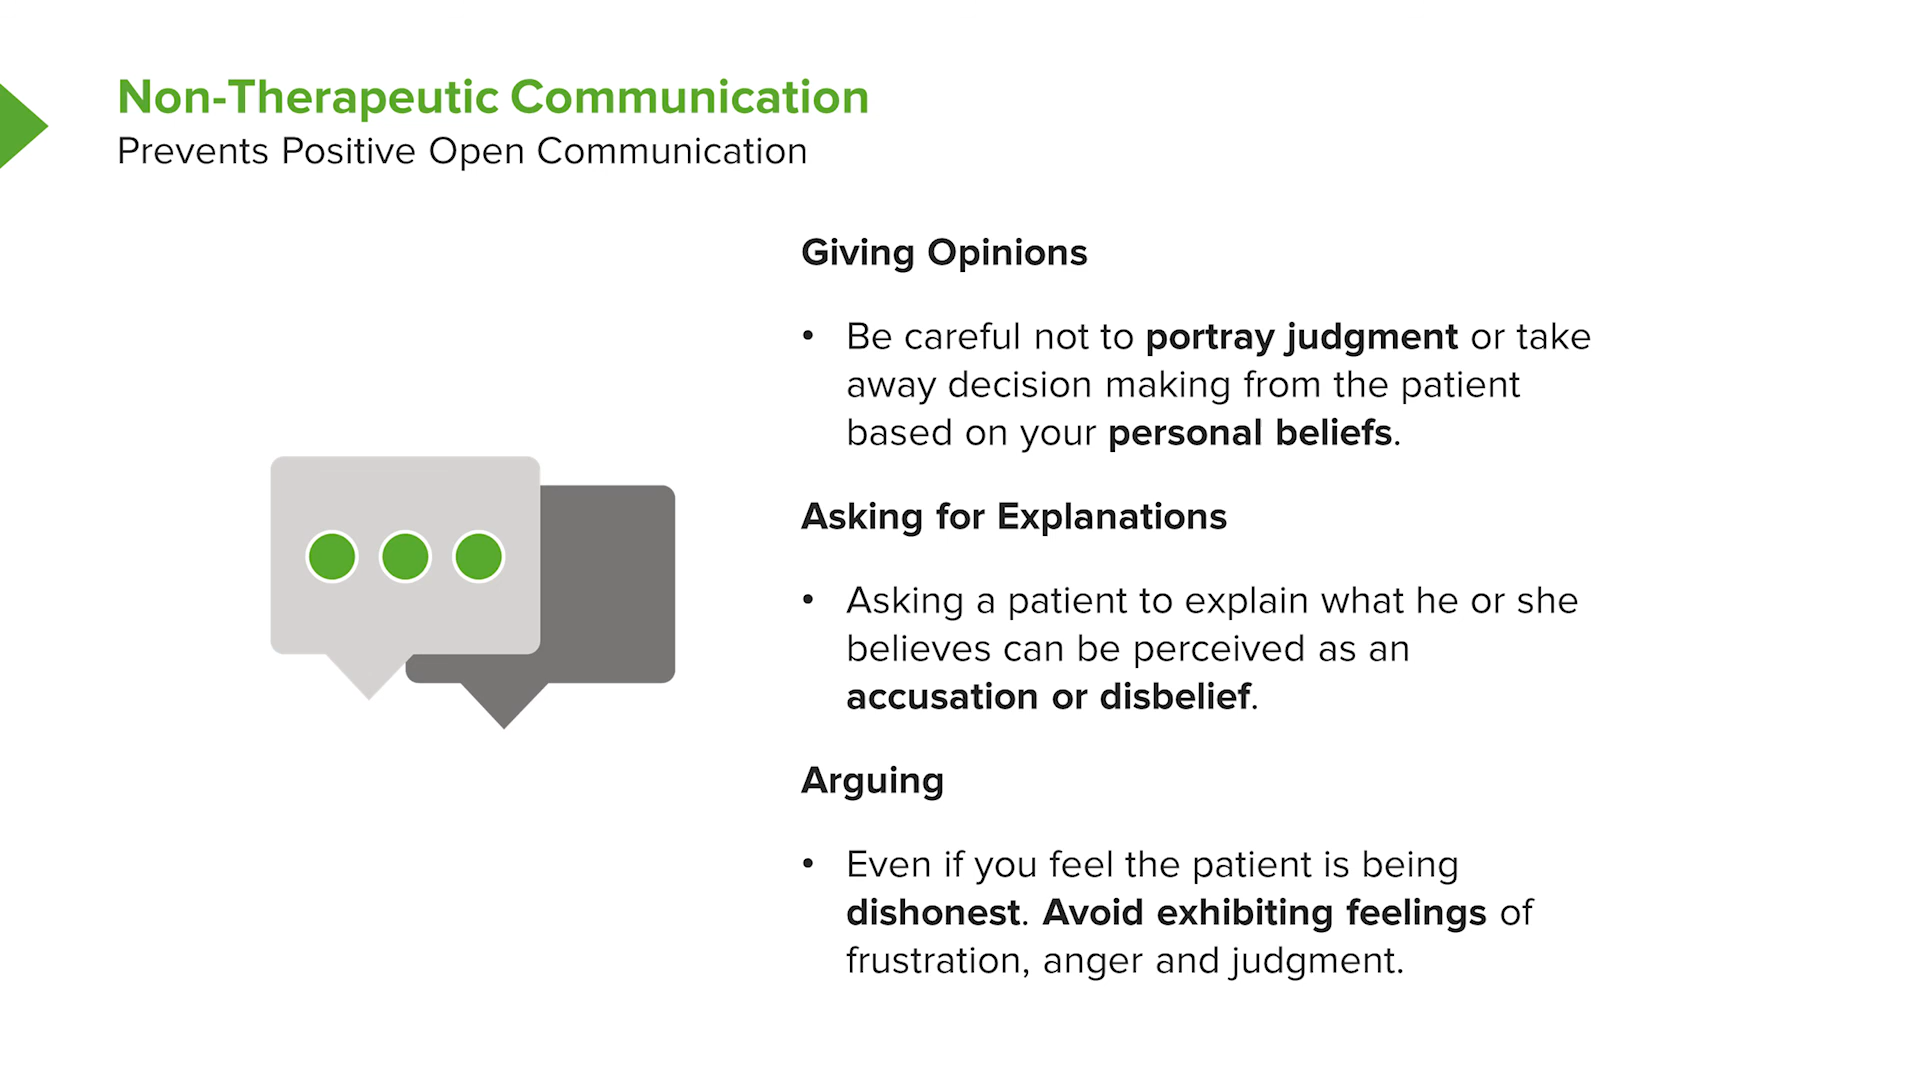 Non-Therapeutic Communication
Prevents Positive Open Communication
Giving Opinions
• Be careful not to portray judgment or take
away decision making from the patient
based on your personal beliefs.
Asking for Explanations
• Asking a patient to explain what he or she
believes can be perceived as an
accusation or disbelief.
Arguing
• Even if you feel the patient is being
dishonest. Avoid exhibiting feelings of
frustration, anger and judgment.